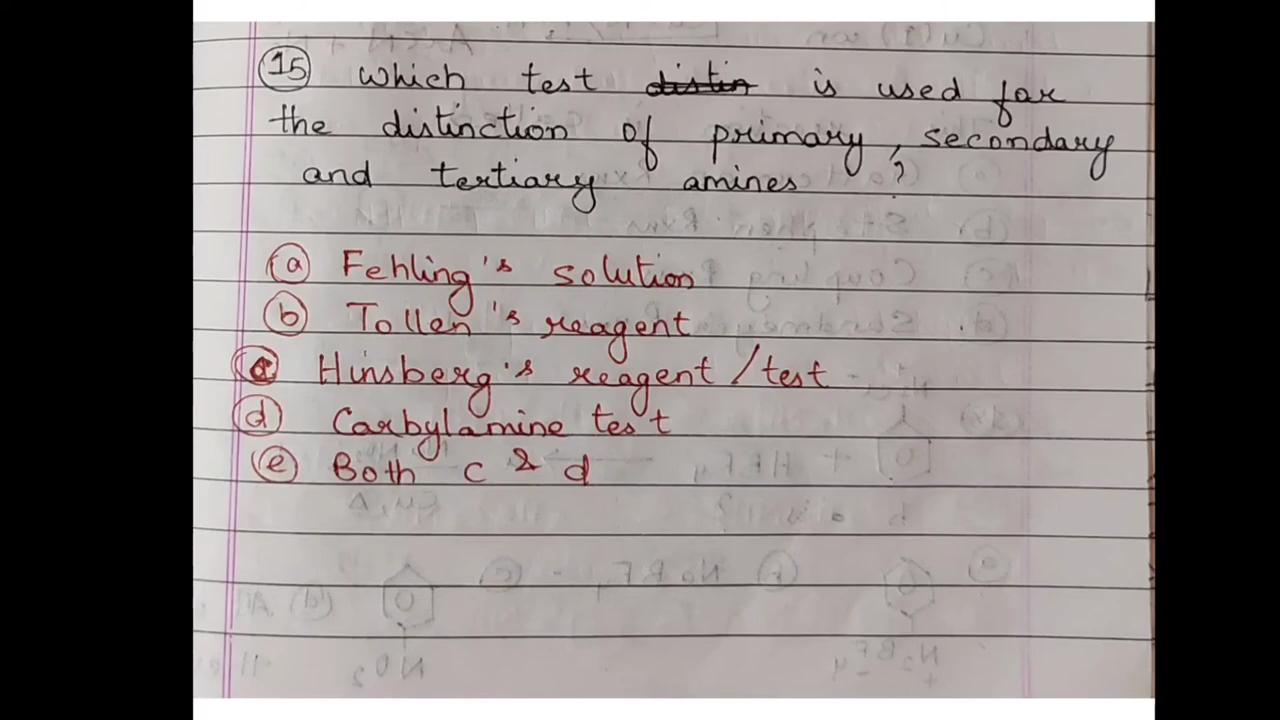 15 Which test distin is used for
the distinction of primary, secondary
and tertiary amines ?
a Fehling's solution
b Tollen's reagent
c Hinsberg's reagent/test
d Carbylamine test
e Both c & d